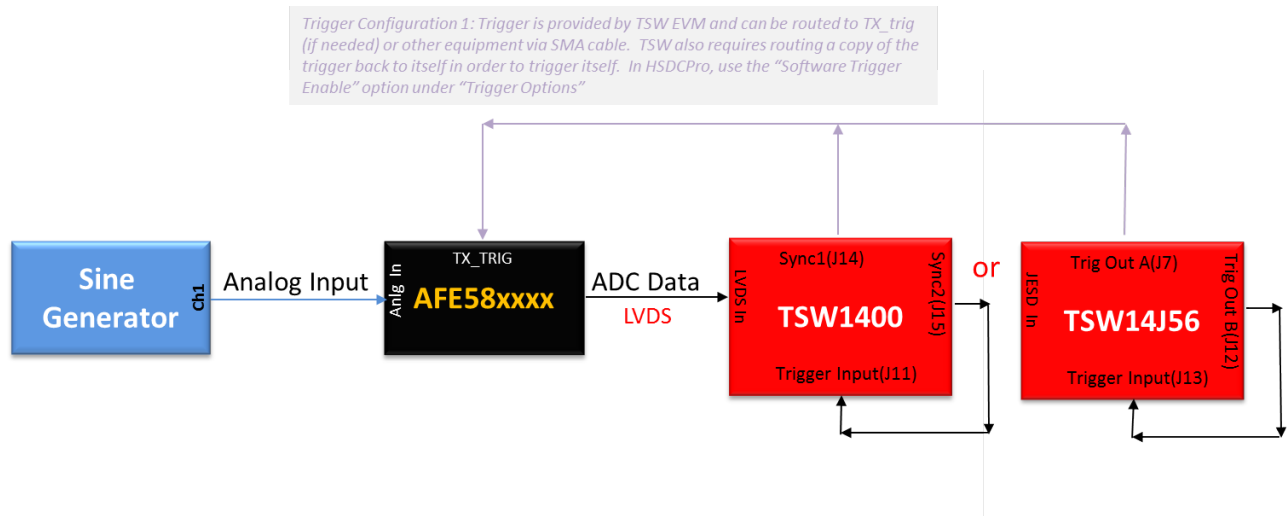 Trigger Configuration 1: Trigger is provided by TSW EVM and can be routed to TX_trig
(if needed) or other equipment via SMA cable.  TSW also requires routing a copy of the
trigger back to itself in order to trigger itself.  In HSDCPro, use the “Software Trigger
Enable” option under “Trigger Options”
Sine
Generator
Ch1
Analog Input
Anlg In
TX_TRIG
AFE58xxxx
ADC Data
LVDS
LVDS In
Sync1(J14)
TSW1400
Sync2(J15)
Trigger Input(J11)
or
JESD In
Trig Out A(J7)
TSW14J56
Trig Out B(J12)
Trigger Input(J13)